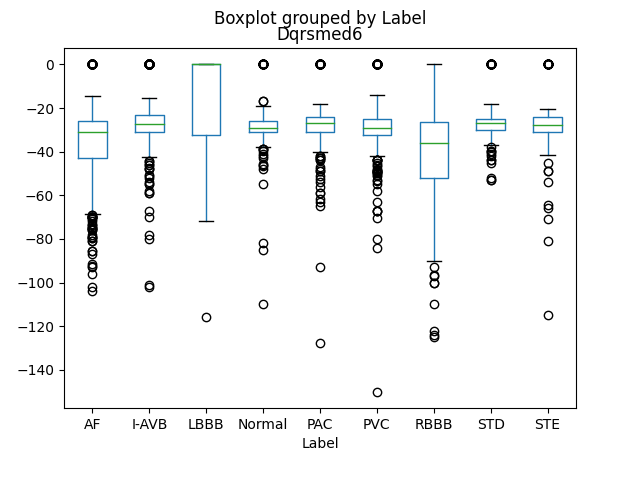 Boxplot grouped by Label
Dqrsmed6
0
−20
−40
−60
−80
−100
−120
−140
AF I-AVB LBBB Normal PAC PVC RBBB STD STE
Label